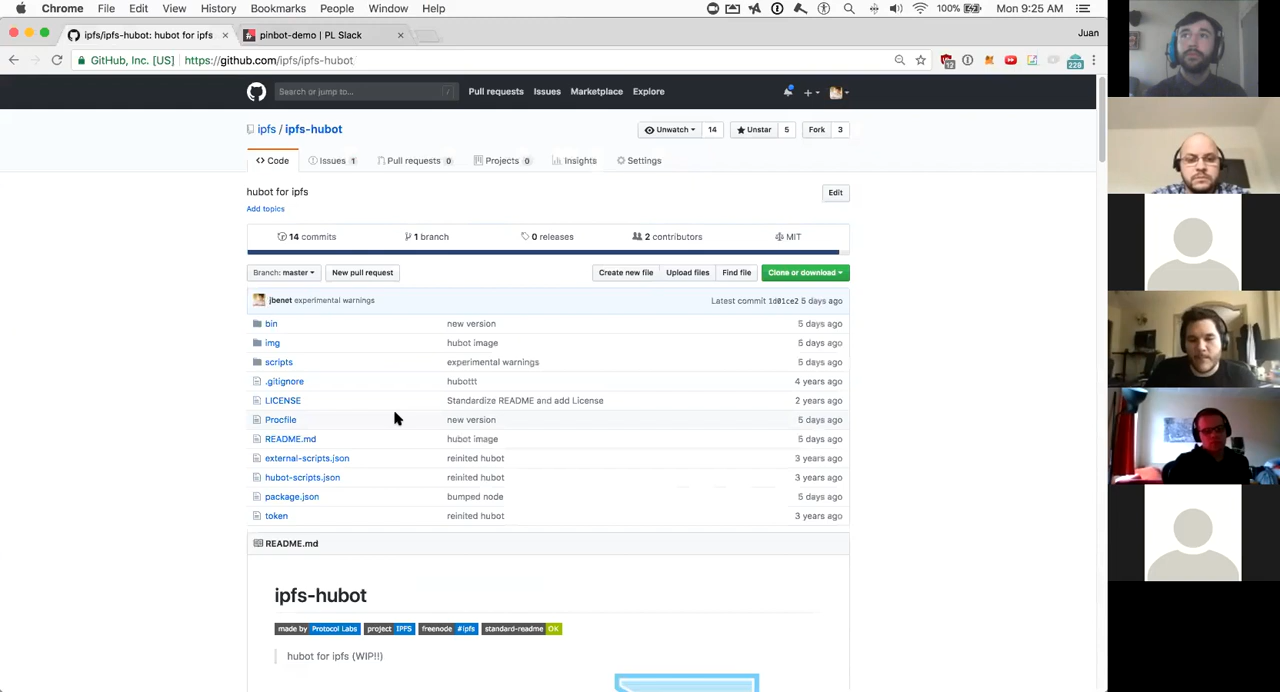 Chrome File Edit View History Bookmarks People Window Help 100% Mon 9:25 AM
ipfs/ipfs-hubot: hubot for ipfs × pinbot-demo | PL Slack × Juan
GitHub, Inc. [US] https://github.com/ipfs/ipfs-hubot
Search or jump to... / Pull requests Issues Marketplace Explore
ipfs / ipfs-hubot Unwatch 14 Unstar 5 Fork 3
Code Issues 1 Pull requests 0 Projects 0 Insights Settings
hubot for ipfs Edit
Add topics
14 commits 1 branch 0 releases 2 contributors MIT
Branch: master New pull request Create new file Upload files Find file Clone or download
jbenet experimental warnings Latest commit 1d01ce2 5 days ago
bin new version 5 days ago
img hubot image 5 days ago
scripts experimental warnings 5 days ago
.gitignore hubottt 4 years ago
LICENSE Standardize README and add License 2 years ago
Procfile new version 5 days ago
README.md hubot image 5 days ago
external-scripts.json reinited hubot 3 years ago
hubot-scripts.json reinited hubot 3 years ago
package.json bumped node 5 days ago
token reinited hubot 3 years ago
README.md
ipfs-hubot
made by Protocol Labs project IPFS freenode #ipfs standard-readme OK
hubot for ipfs (WIP!!)